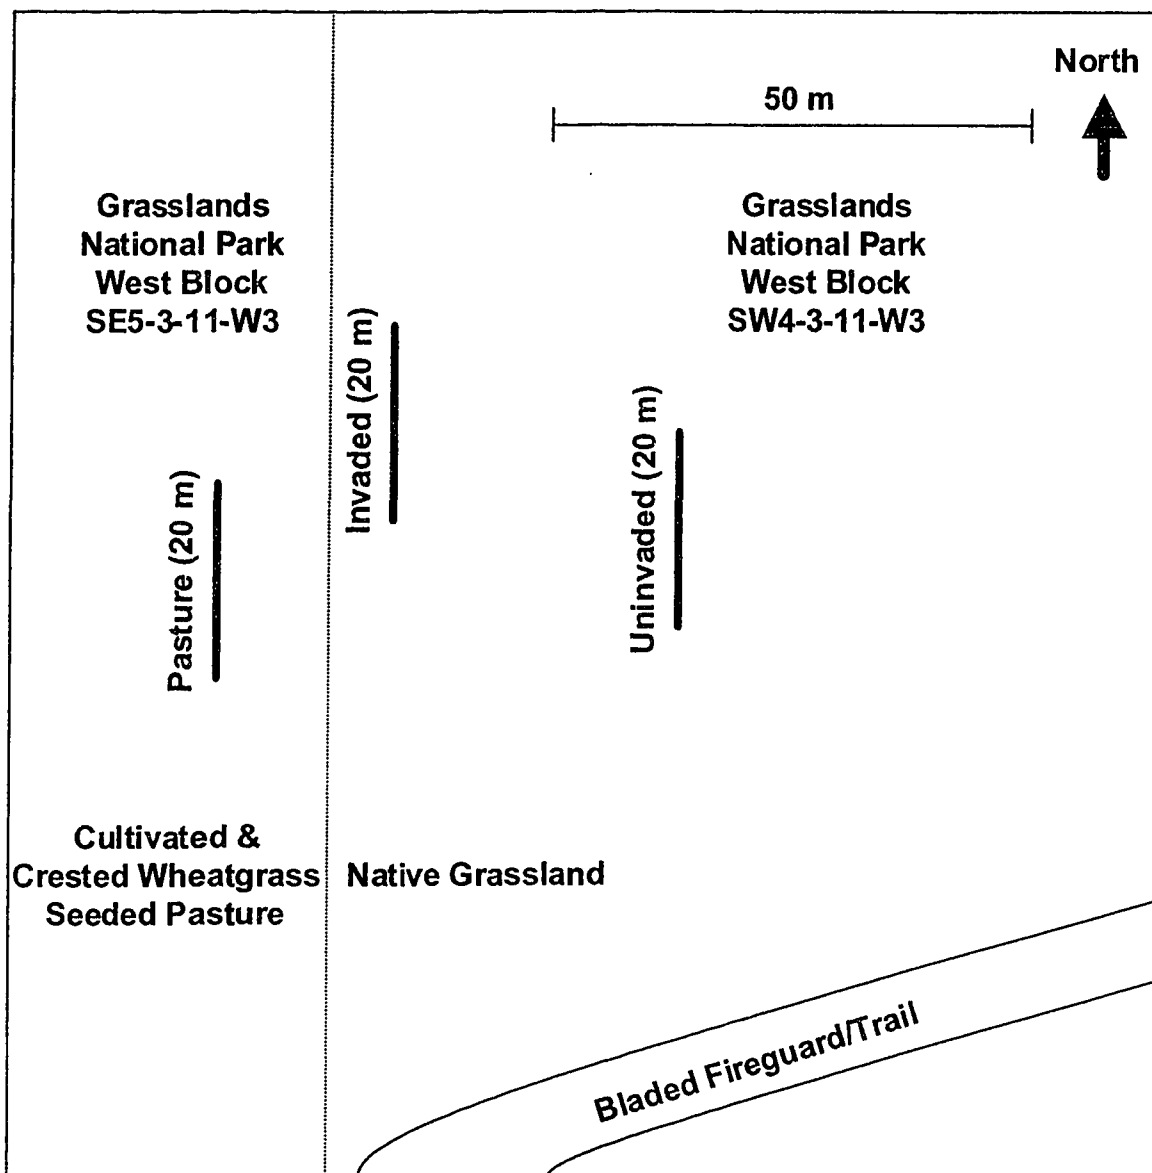 North
50 m
Grasslands
National Park
West Block
SE5-3-11-W3
Grasslands
National Park
West Block
SW4-3-11-W3
Invaded (20 m)
Uninvaded (20 m)
Pasture (20 m)
Cultivated &
Crested Wheatgrass
Seeded Pasture
Native Grassland
Bladed Fireguard/Trail